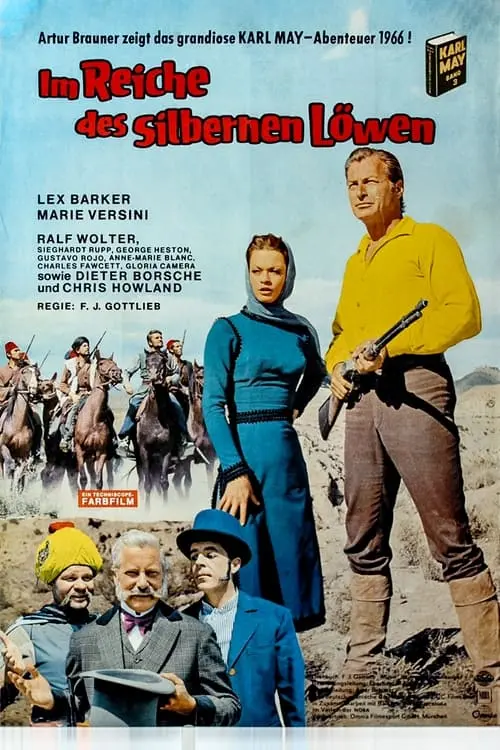 Artur Brauner zeigt das grandiose KARL MAY–Abenteuer 1966 !
KARL
MAY
BAND
3
Im Reiche
des silbernen Löwen
LEX BARKER
MARIE VERSINI
RALF WOLTER,
SIEGHARDT RUPP, GEORGE HESTON,
GUSTAVO ROJO, ANNE-MARIE BLANC,
CHARLES FAWCETT, GLORIA CAMERA
sowie DIETER BORSCHE
und CHRIS HOWLAND
REGIE: F. J. GOTTLIEB
EIN TECHNISCOPE-
FARBFILM